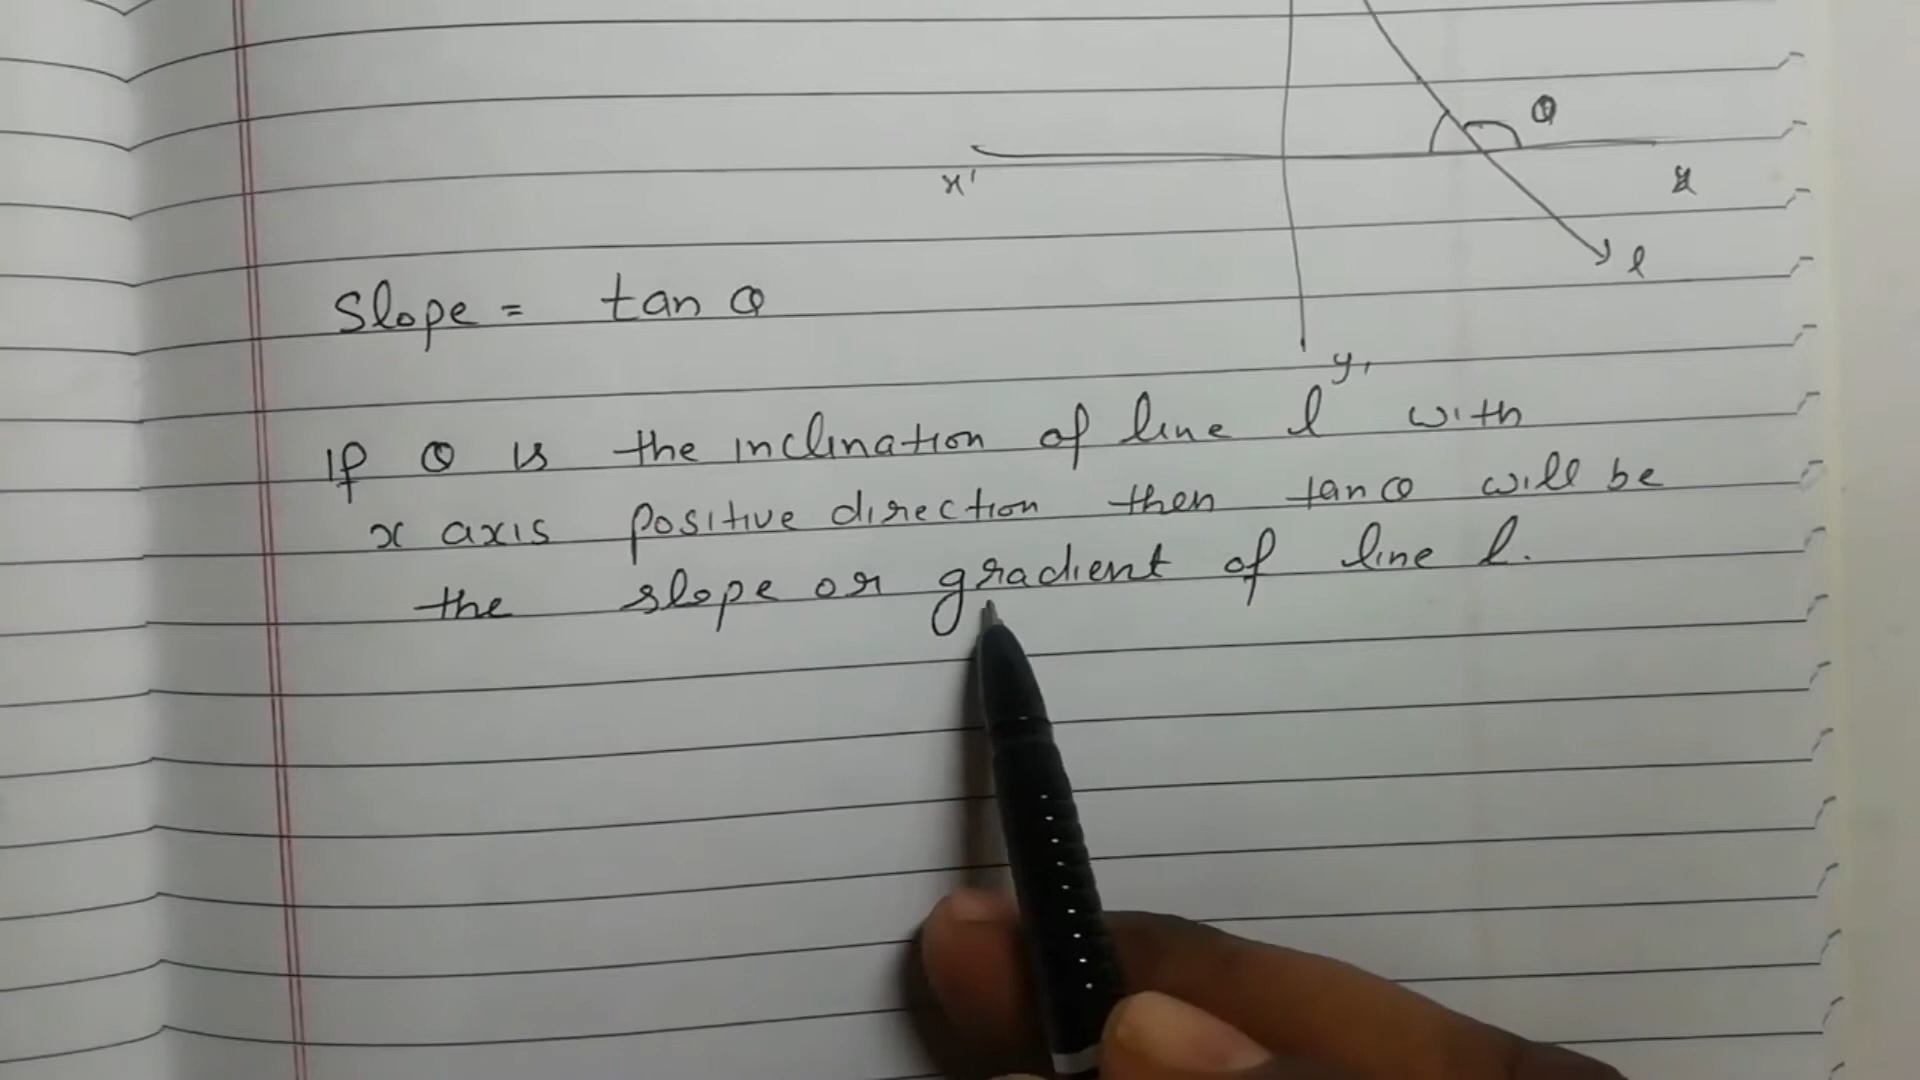 θ
x'
x
l
Slope = tan θ
y'
If θ is the inclination of line l with
x axis positive direction then tan θ will be
the slope or gradient of line l.